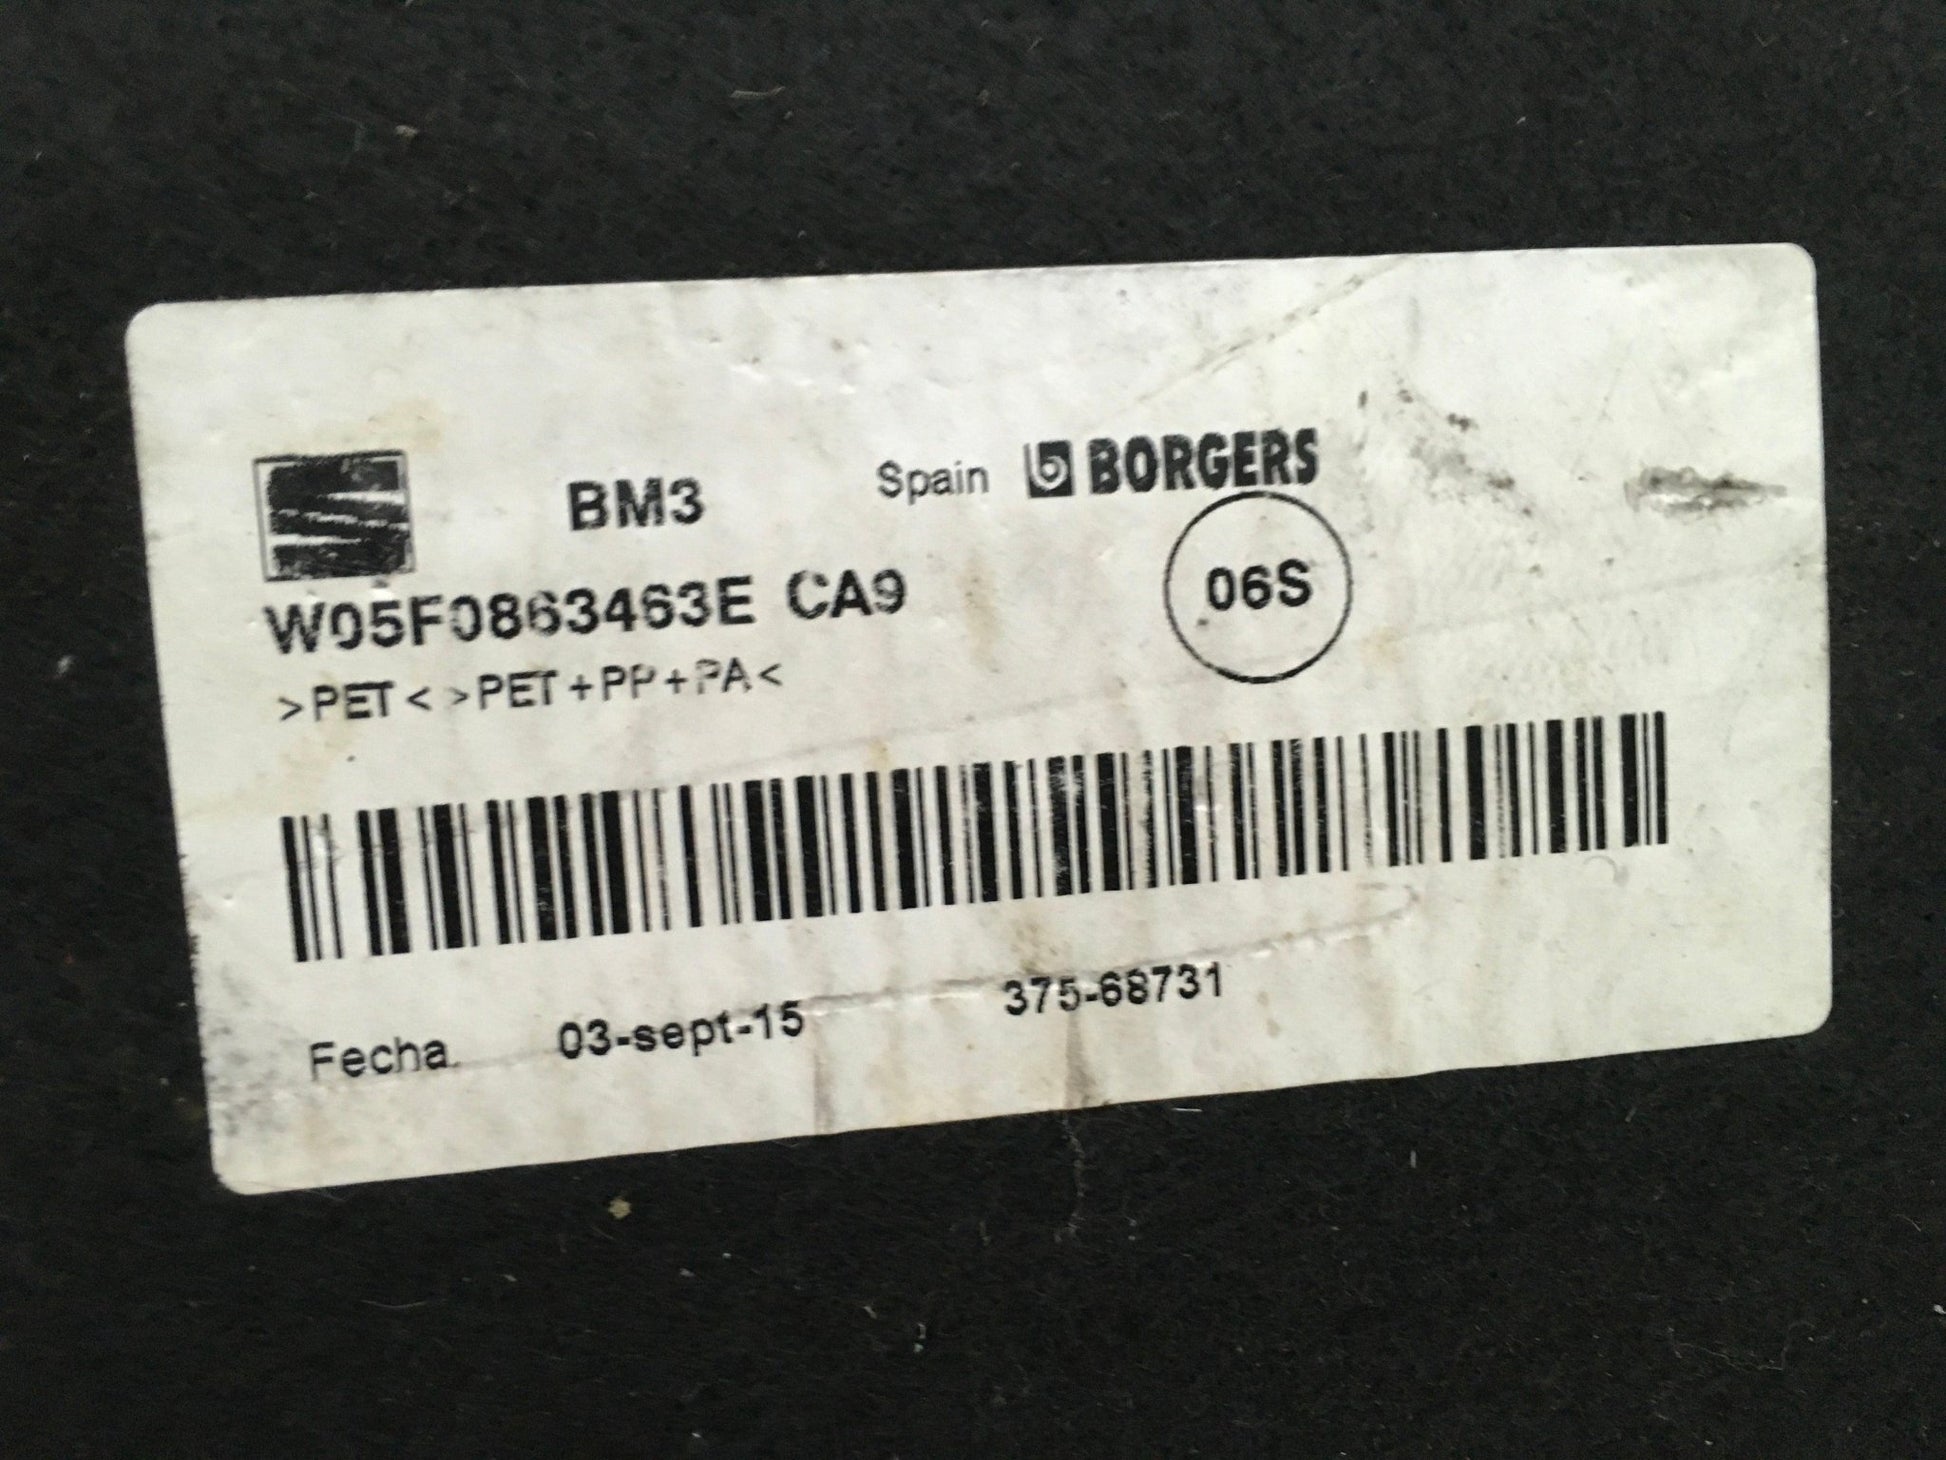 BM3 Spain BORGERS
W05F0863463E CA9 06S
>PET< >PET+PP+PA<
Fecha. 03-sept-15 375-68731